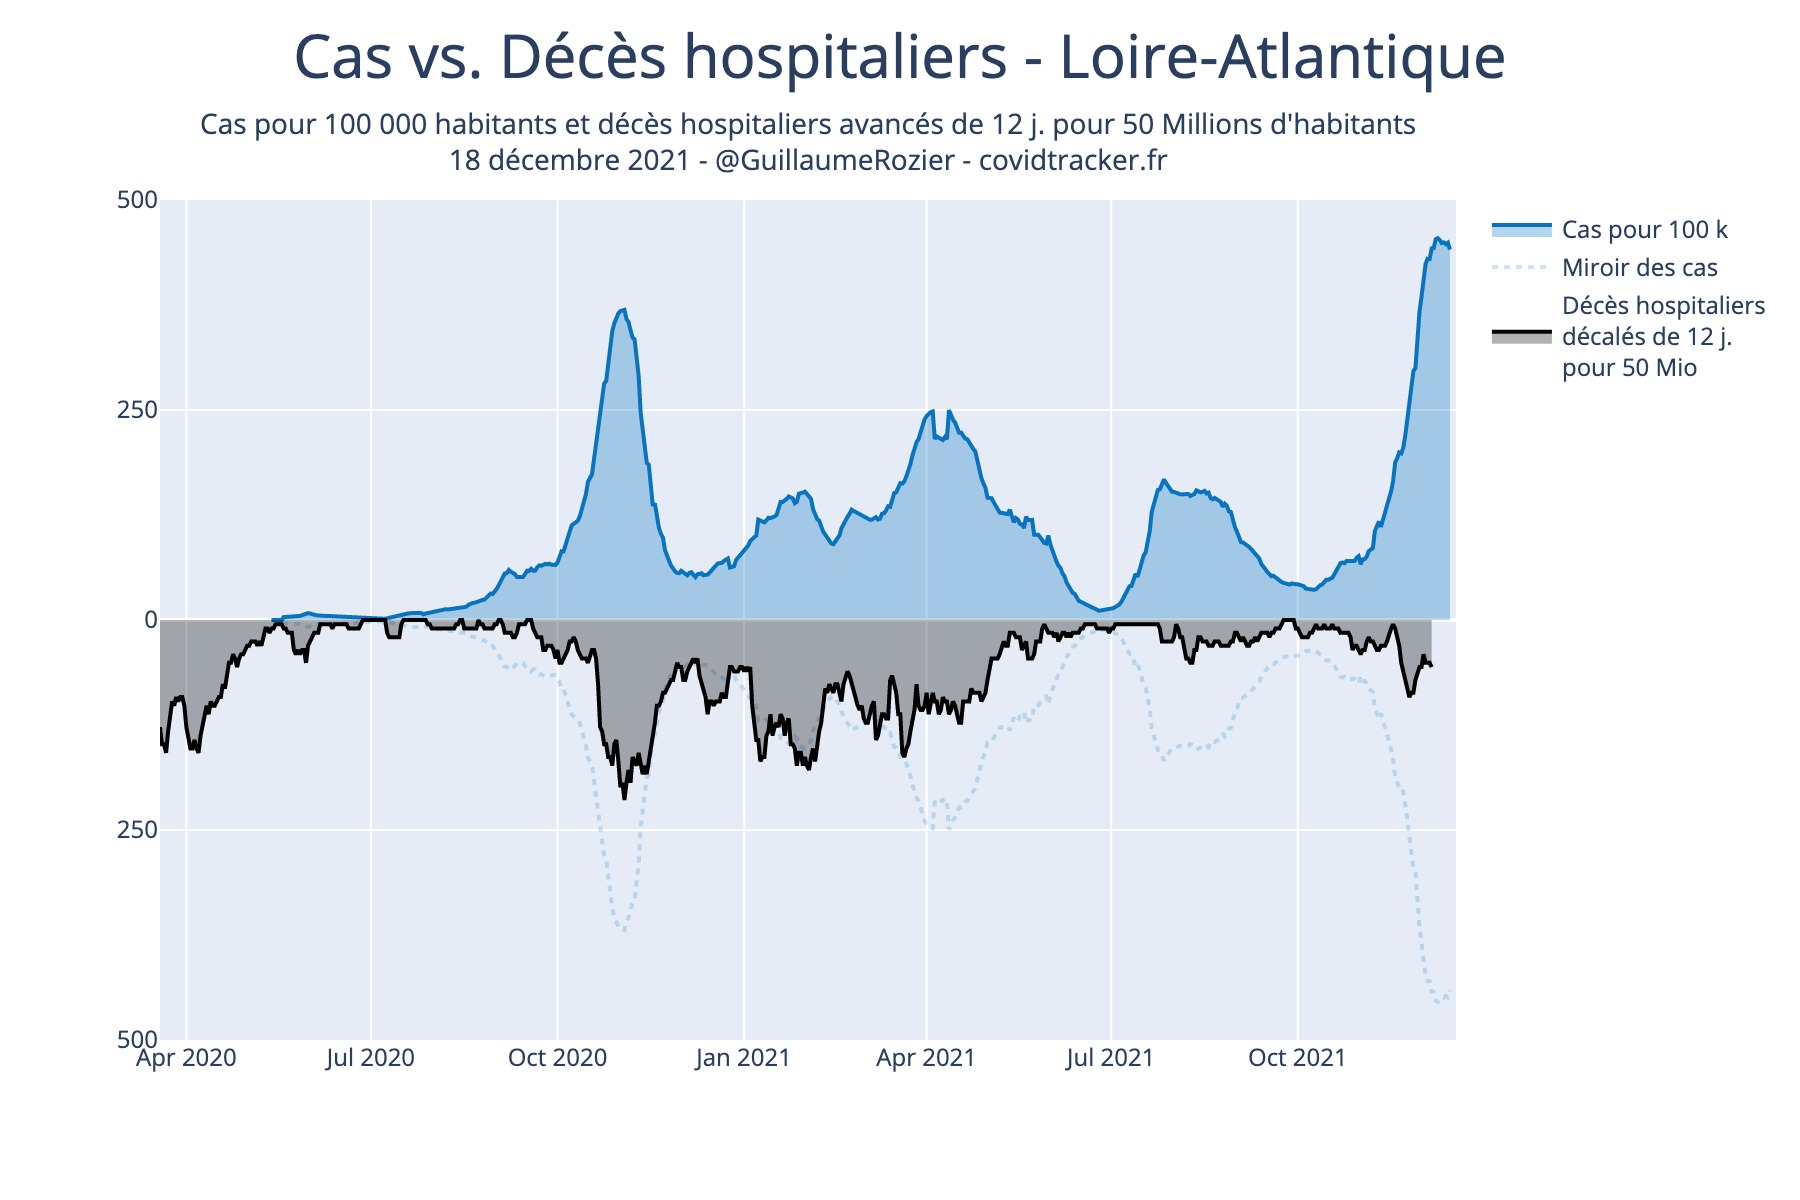 Cas vs. Décès hospitaliers - Loire-Atlantique
Cas pour 100 000 habitants et décès hospitaliers avancés de 12 j. pour 50 Millions d'habitants
18 décembre 2021 - @GuillaumeRozier - covidtracker.fr
500
250
0
250
500
Apr 2020
Jul 2020
Oct 2020
Jan 2021
Apr 2021
Jul 2021
Oct 2021
Cas pour 100 k
Miroir des cas
Décès hospitaliers
décalés de 12 j.
pour 50 Mio